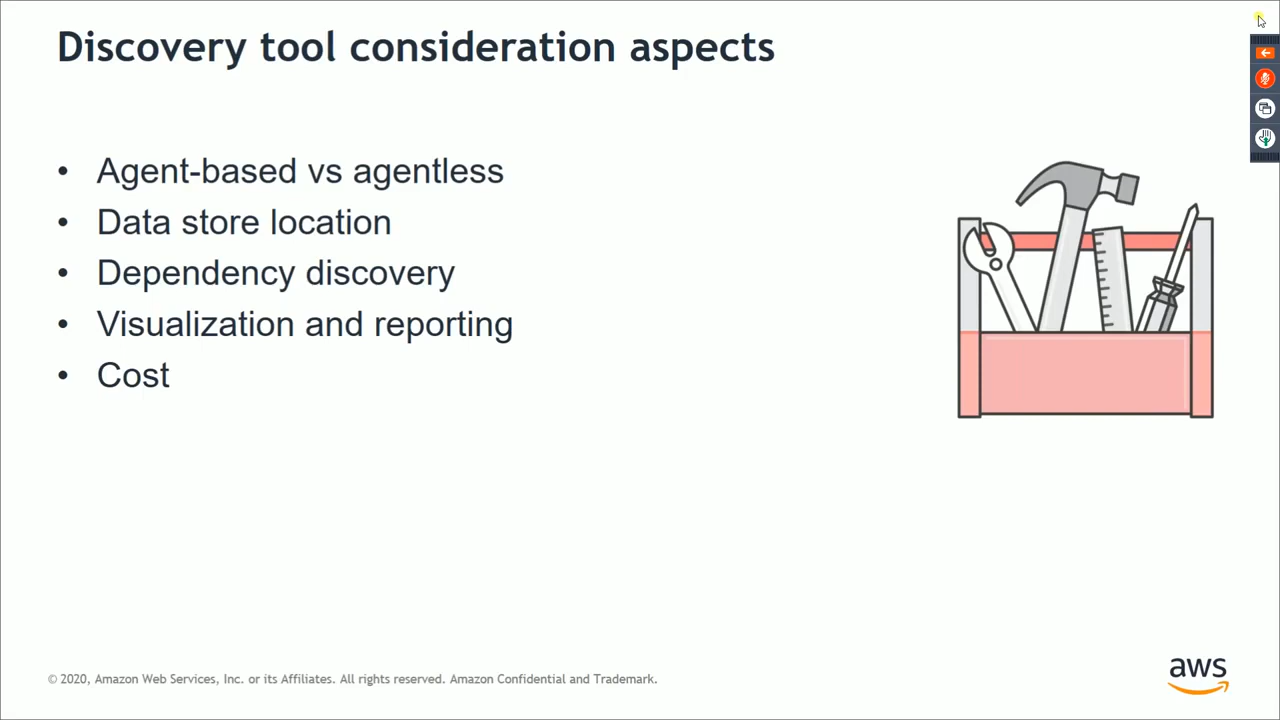 Discovery tool consideration aspects
• Agent-based vs agentless
• Data store location
• Dependency discovery
• Visualization and reporting
• Cost
© 2020, Amazon Web Services, Inc. or its Affiliates. All rights reserved. Amazon Confidential and Trademark.
aws